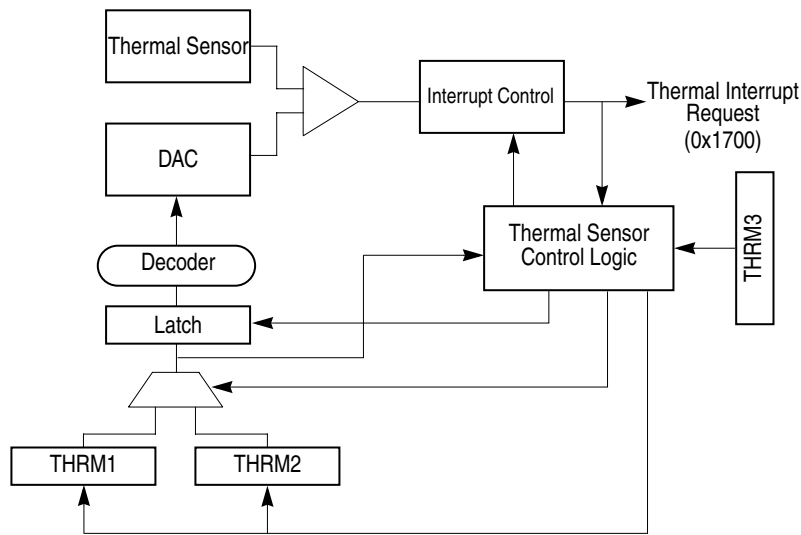 Thermal Sensor
Interrupt Control
Thermal Interrupt
Request
(0x1700)
DAC
Thermal Sensor
Control Logic
THRM3
Decoder
Latch
THRM1
THRM2